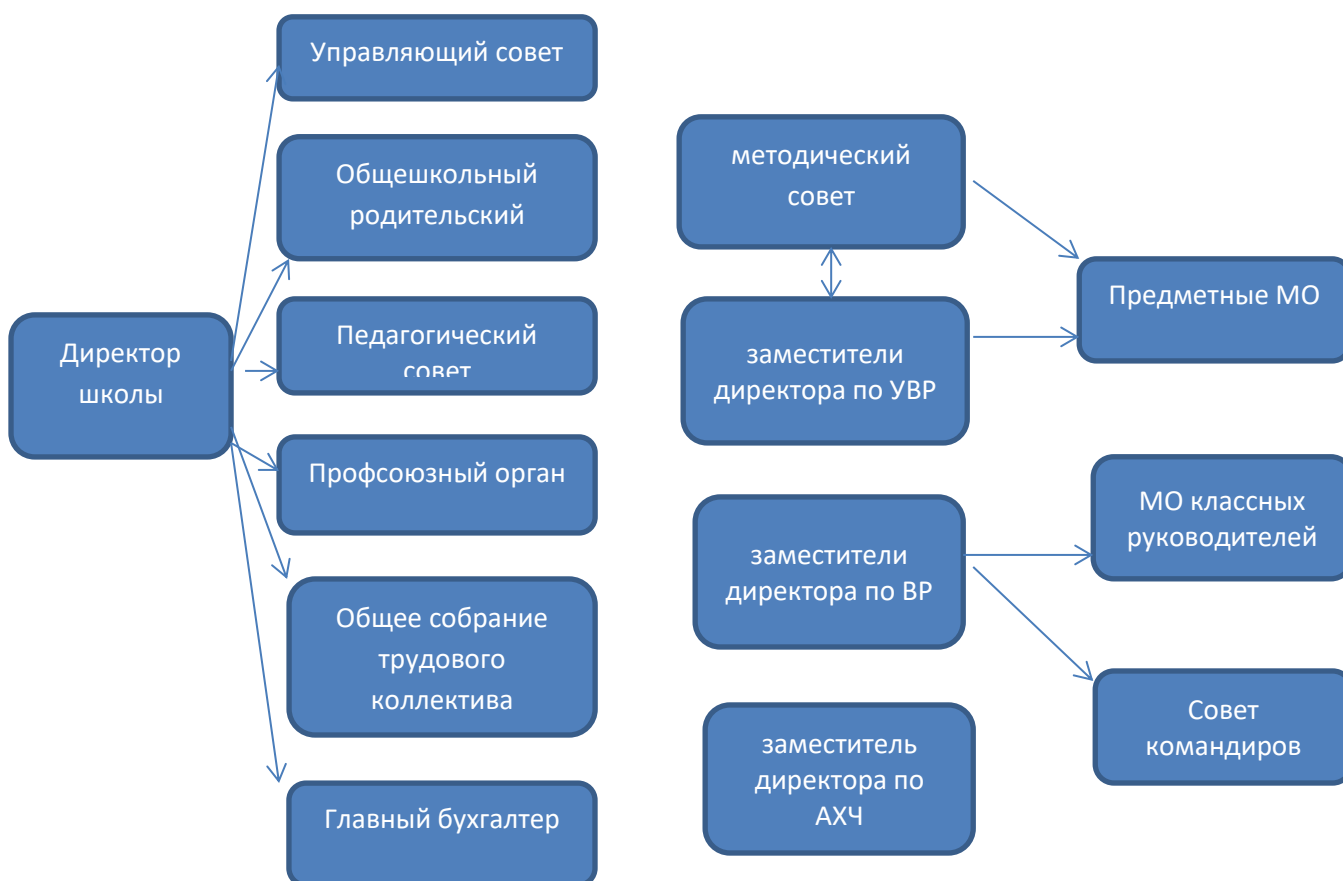 Управляющий совет
Общешкольный
родительский
Педагогический
совет
Директор
школы
Профсоюзный орган
Общее собрание
трудового
коллектива
Главный бухгалтер
методический
совет
заместители
директора по УВР
заместители
директора по ВР
заместитель
директора по
АХЧ
Предметные МО
МО классных
руководителей
Совет
командиров